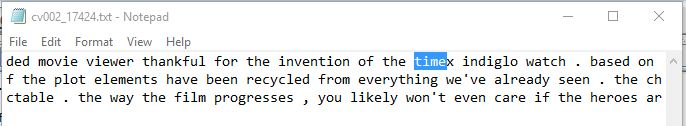 cv002_17424.txt - Notepad
File Edit Format View Help
ded movie viewer thankful for the invention of the timex indiglo watch . based on
f the plot elements have been recycled from everything we've already seen . the ch
ctable . the way the film progresses , you likely won't even care if the heroes ar